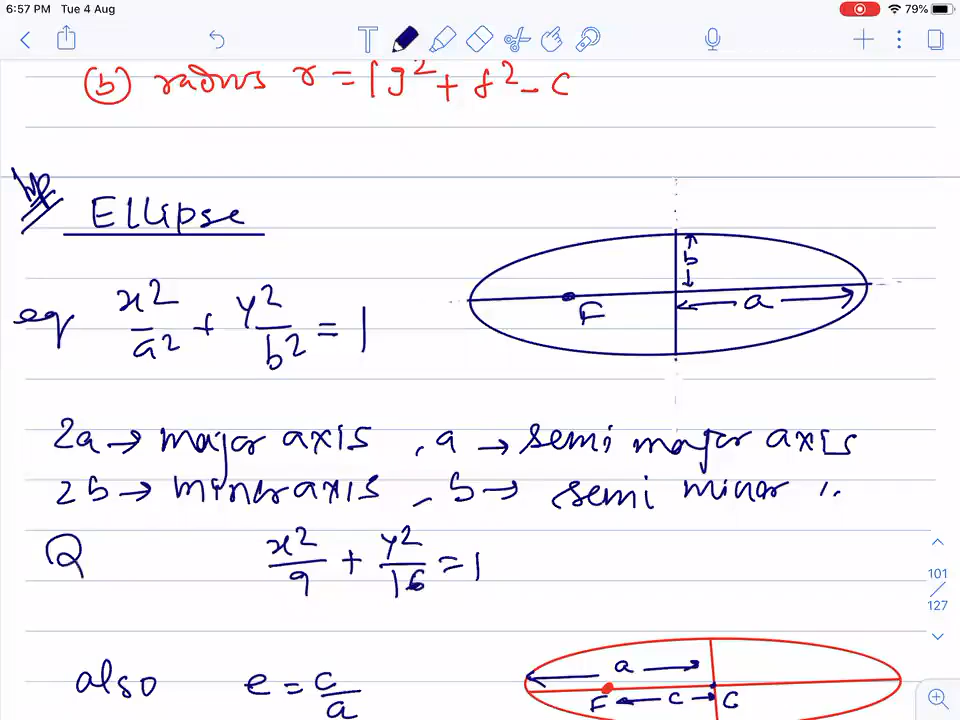 6:57 PM Tue 4 Aug 79%
T
(b) radius r = √g² + f² - c
Imp
Ellipse
b
a
F
eq x²/a² + y²/b² = 1
2a → major axis , a → semi major axis
2b → minor axis , b → semi minor "
Q x²/9 + y²/16 = 1
101
/
127
also e = c/a
a
F c C